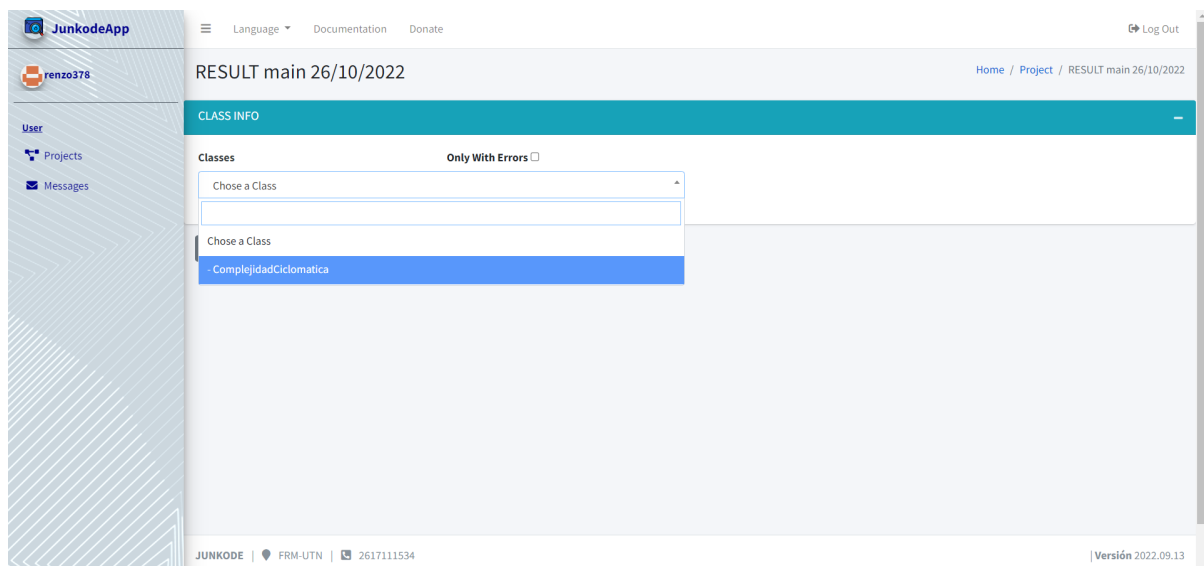 JunkodeApp
Language Documentation Donate Log Out
renzo378
RESULT main 26/10/2022
Home / Project / RESULT main 26/10/2022
User
Projects
Messages
CLASS INFO
Classes Only With Errors
Chose a Class
Chose a Class
- ComplejidadCiclomatica
JUNKODE | FRM-UTN | 2617111534
| Versión 2022.09.13